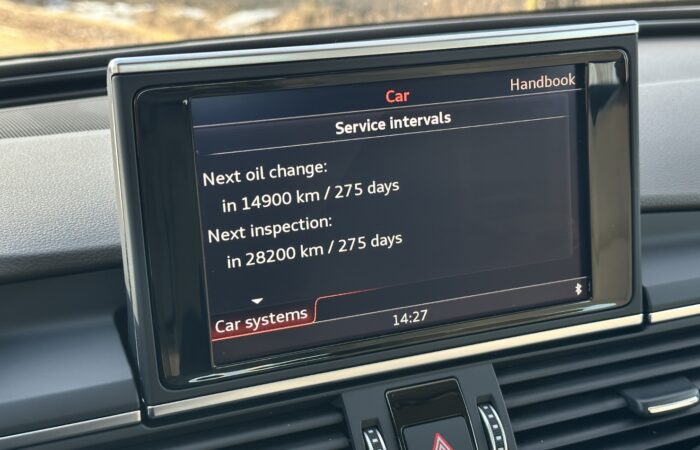 Car
Handbook
Service intervals
Next oil change:
in 14900 km / 275 days
Next inspection:
in 28200 km / 275 days
Car systems
14:27